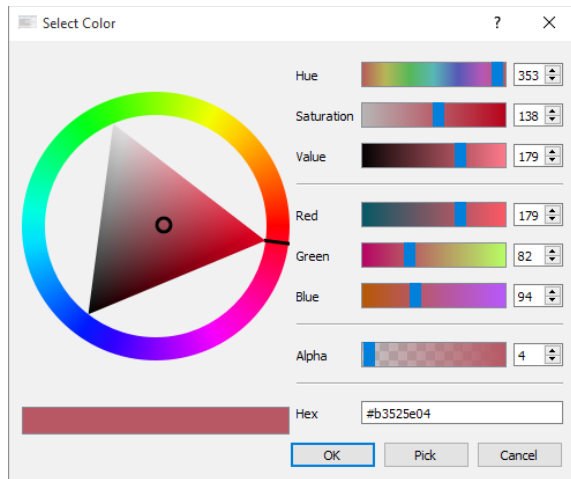 Select Color
?
Hue 353
Saturation 138
Value 179
Red 179
Green 82
Blue 94
Alpha 4
Hex #b3525e04
OK Pick Cancel